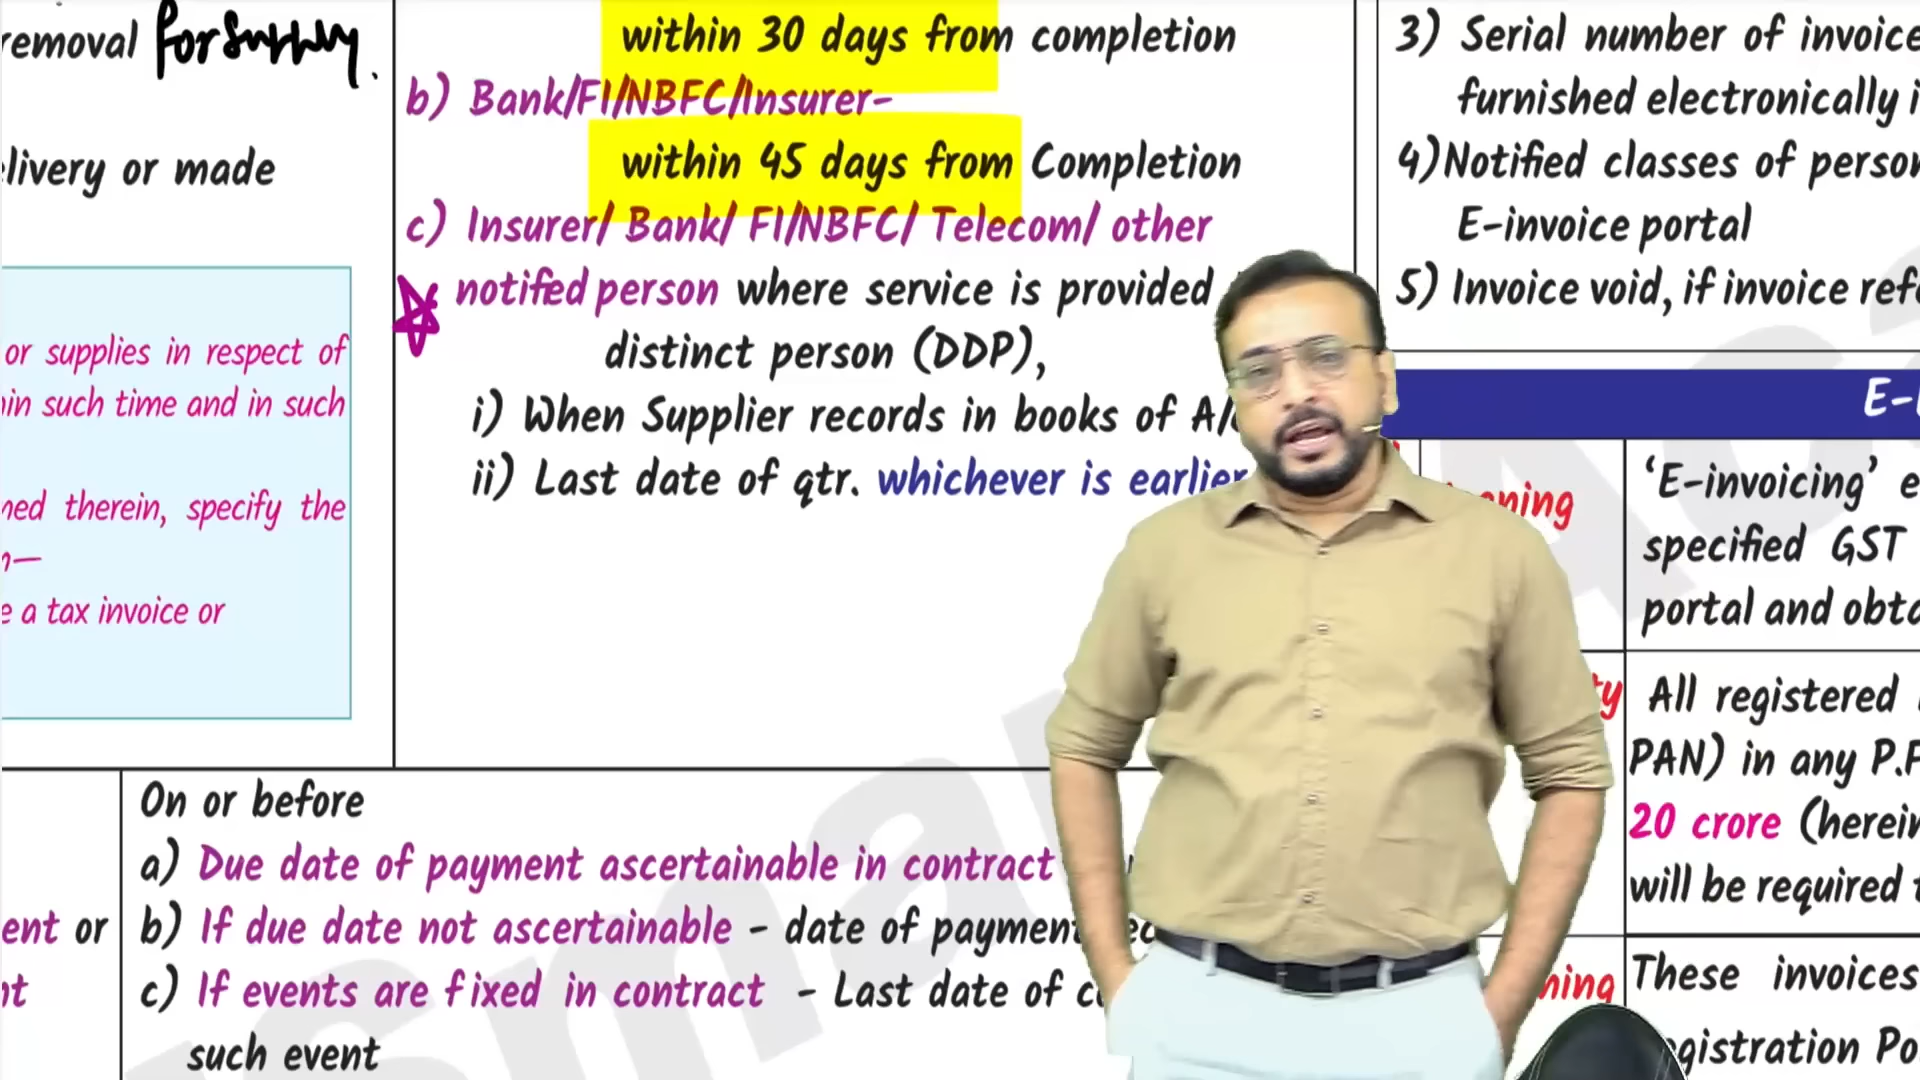 removal for supply.
livery or made
or supplies in respect of
in such time and in such
therein, specify the
a tax invoice or
within 30 days from completion
b) Bank/FI/NBFC/Insurer-
within 45 days from Completion
c) Insurer/ Bank/ FI/NBFC/ Telecom/ other
notified person where service is provided
distinct person (DDP),
i) When Supplier records in books of A/c
ii) Last date of qtr. whichever is earlier
On or before
a) Due date of payment ascertainable in contract
b) If due date not ascertainable - date of payment
c) If events are fixed in contract - Last date of
such event
ent or
nt
3) Serial number of invoice
furnished electronically i
4)Notified classes of person
E-invoice portal
5) Invoice void, if invoice
E-
‘E-invoicing’ e
specified GST
portal and
All registered
PAN) in any P.F
20 crore (herein
will be required t
These invoices
gistration Po
smar